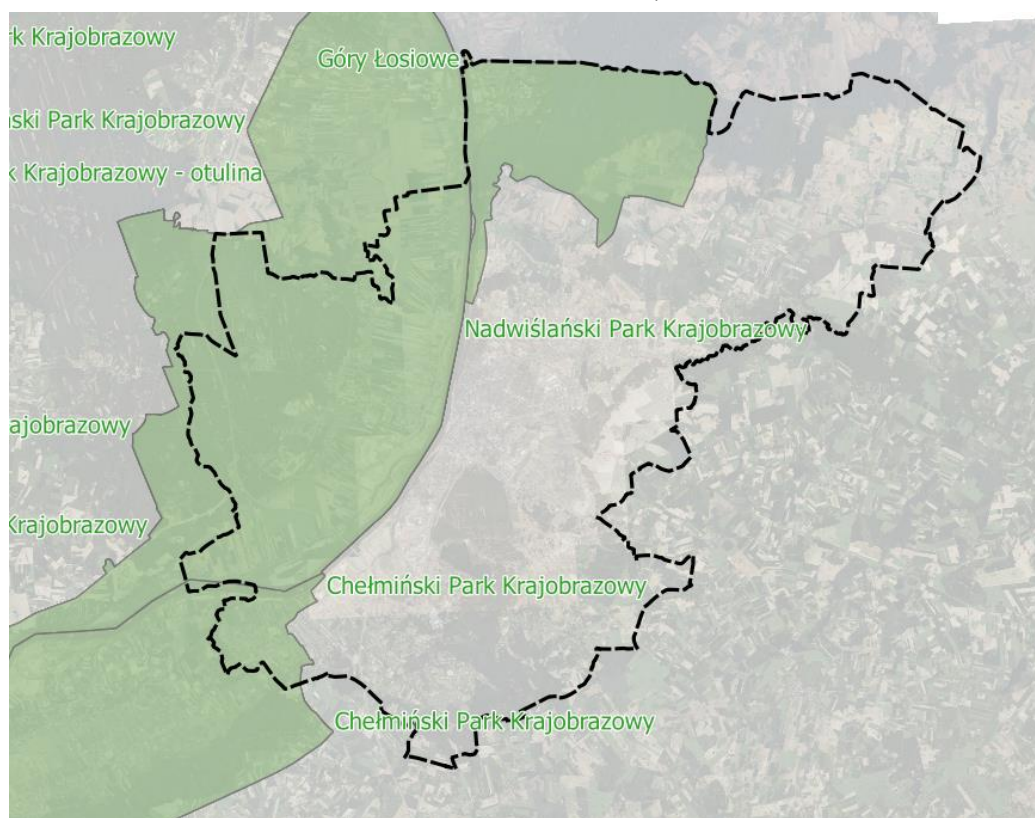 rk Krajobrazowy
Góry Łosiowe
ski Park Krajobrazowy
k Krajobrazowy - otulina
Nadwiślański Park Krajobrazowy
ajobrazowy
Krajobrazowy
Chełmiński Park Krajobrazowy
Chełmiński Park Krajobrazowy